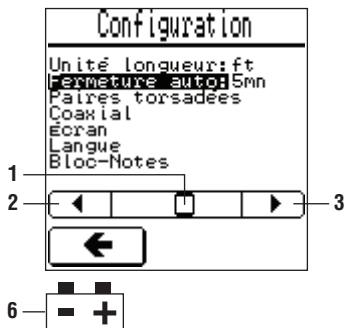 Configuration
Unité longueur:ft
Fermeture auto:5mn
Paires torsadées
Coaxial
Écran
Langue
Bloc-Notes
1
2
3
6